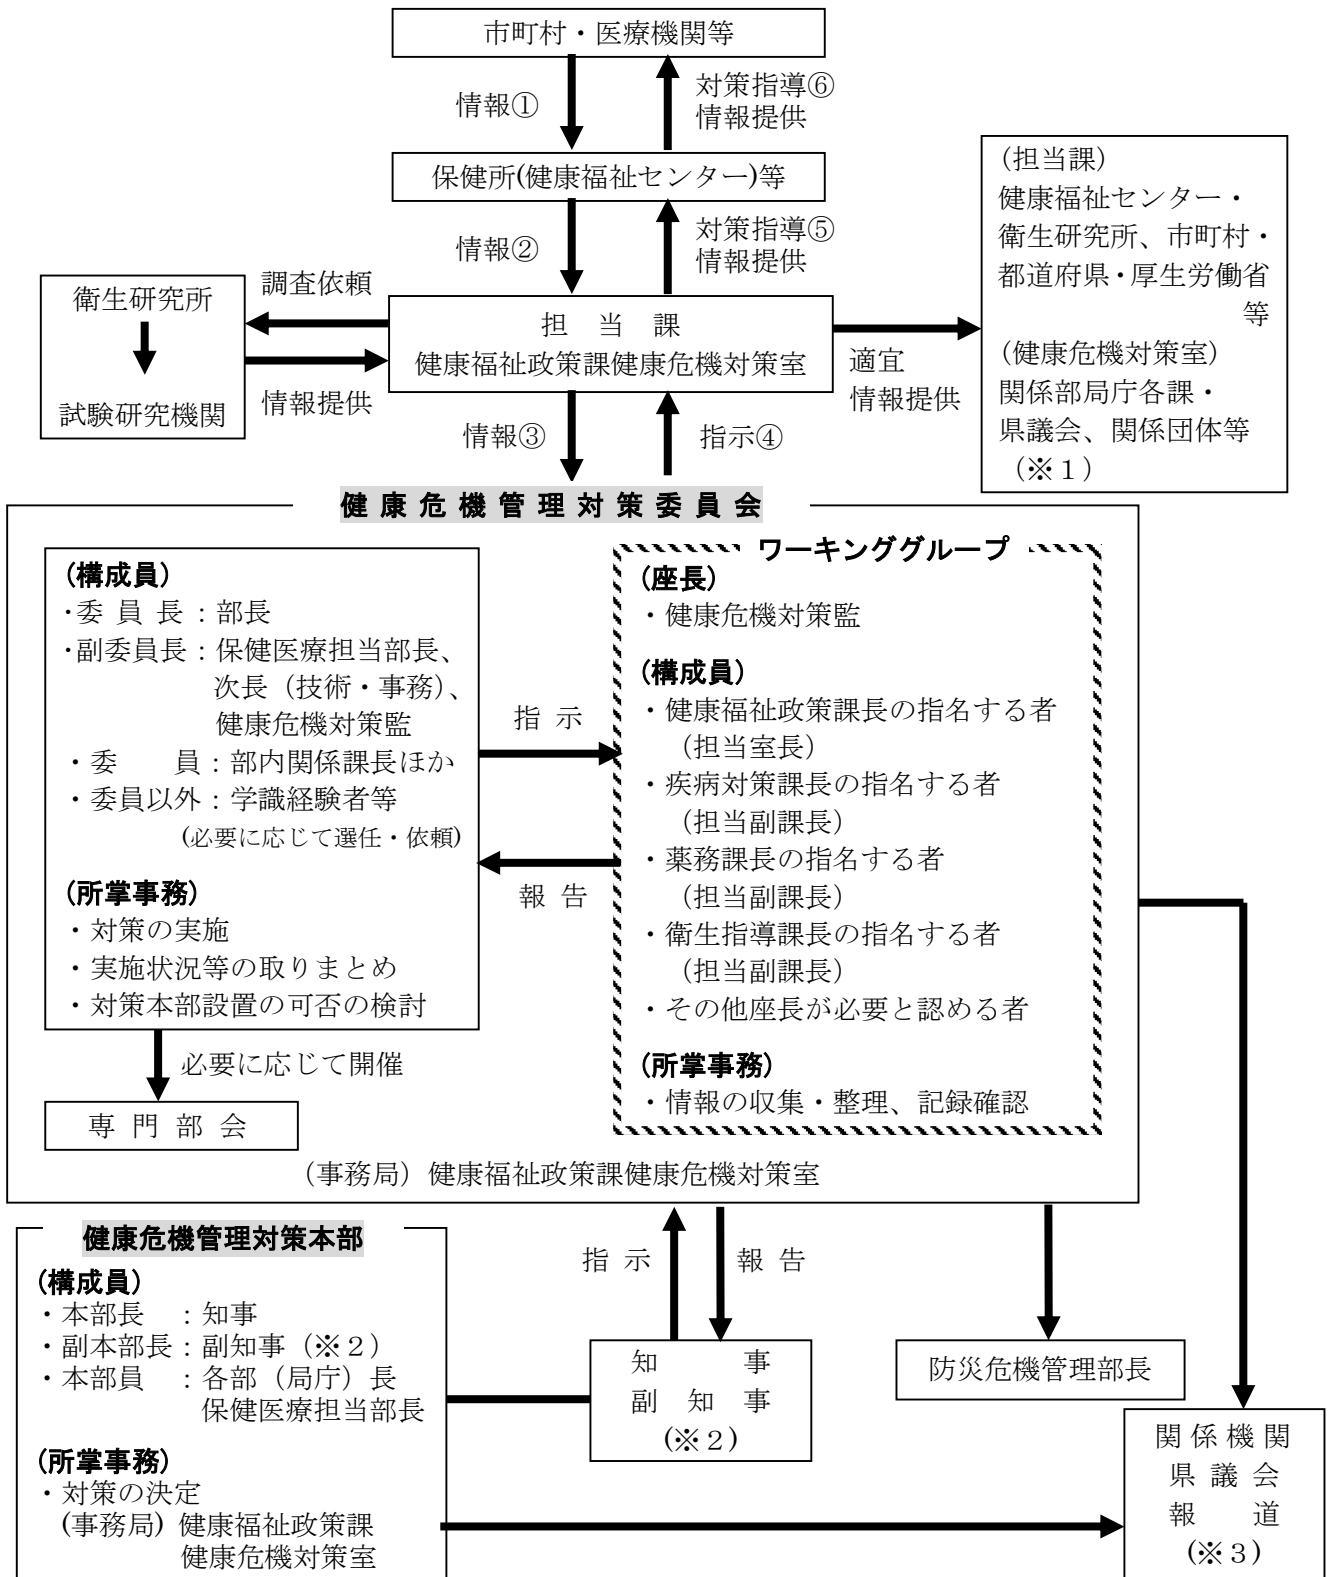 市町村・医療機関等
情報①
対策指導⑥
情報提供
保健所(健康福祉センター)等
情報②
対策指導⑤
情報提供
(担当課)
健康福祉センター・
衛生研究所、市町村・
都道府県・厚生労働省
等
(健康危機対策室)
関係部局庁各課・
県議会、関係団体等
(※１)
衛生研究所
試験研究機関
調査依頼
情報提供
担　当　課
健康福祉政策課健康危機対策室
適宜
情報提供
情報③
指示④
健康危機管理対策委員会
(構成員)
・委 員 長：部長
・副委員長：保健医療担当部長、
次長（技術・事務）、
健康危機対策監
・委　　員：部内関係課長ほか
・委員以外：学識経験者等
(必要に応じて選任・依頼)
(所掌事務)
・対策の実施
・実施状況等の取りまとめ
・対策本部設置の可否の検討
指 示
報 告
ワーキンググループ
(座長)
・健康危機対策監
(構成員)
・健康福祉政策課長の指名する者
（担当室長）
・疾病対策課長の指名する者
（担当副課長）
・薬務課長の指名する者
（担当副課長）
・衛生指導課長の指名する者
（担当副課長）
・その他座長が必要と認める者
(所掌事務)
・情報の収集・整理、記録確認
必要に応じて開催
専 門 部 会
（事務局）健康福祉政策課健康危機対策室
健康危機管理対策本部
(構成員)
・本部長　：知事
・副本部長：副知事（※２）
・本部員　：各部（局庁）長
保健医療担当部長
(所掌事務)
・対策の決定
(事務局) 健康福祉政策課
健康危機対策室
指 示
報 告
知　　　事
副　知　事
(※２)
防災危機管理部長
関 係 機 関
県 議 会
報　　道
(※３)